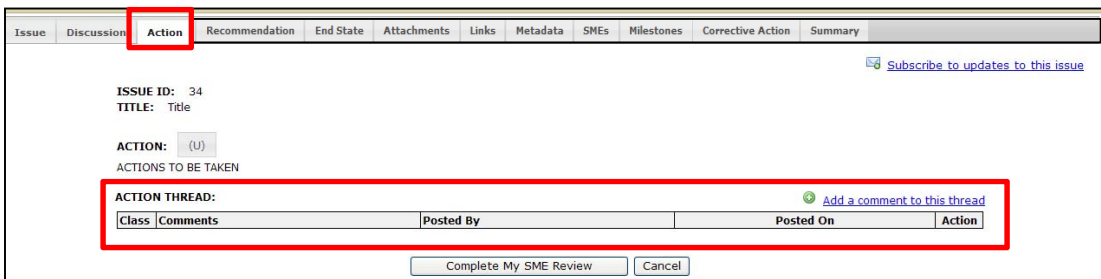 Issue Discussion Action Recommendation End State Attachments Links Metadata SMEs Milestones Corrective Action Summary
Subscribe to updates to this issue
ISSUE ID: 34
TITLE: Title
ACTION: (U)
ACTIONS TO BE TAKEN
ACTION THREAD: Add a comment to this thread
Class Comments Posted By Posted On Action
Complete My SME Review Cancel